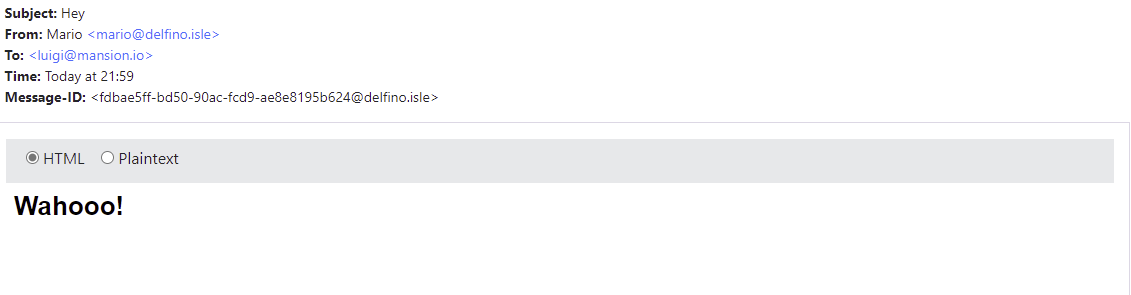 Subject: Hey
From: Mario <mario@delfino.isle>
To: <luigi@mansion.io>
Time: Today at 21:59
Message-ID: <fdbae5ff-bd50-90ac-fcd9-ae8e8195b624@delfino.isle>
HTML Plaintext
Wahooo!